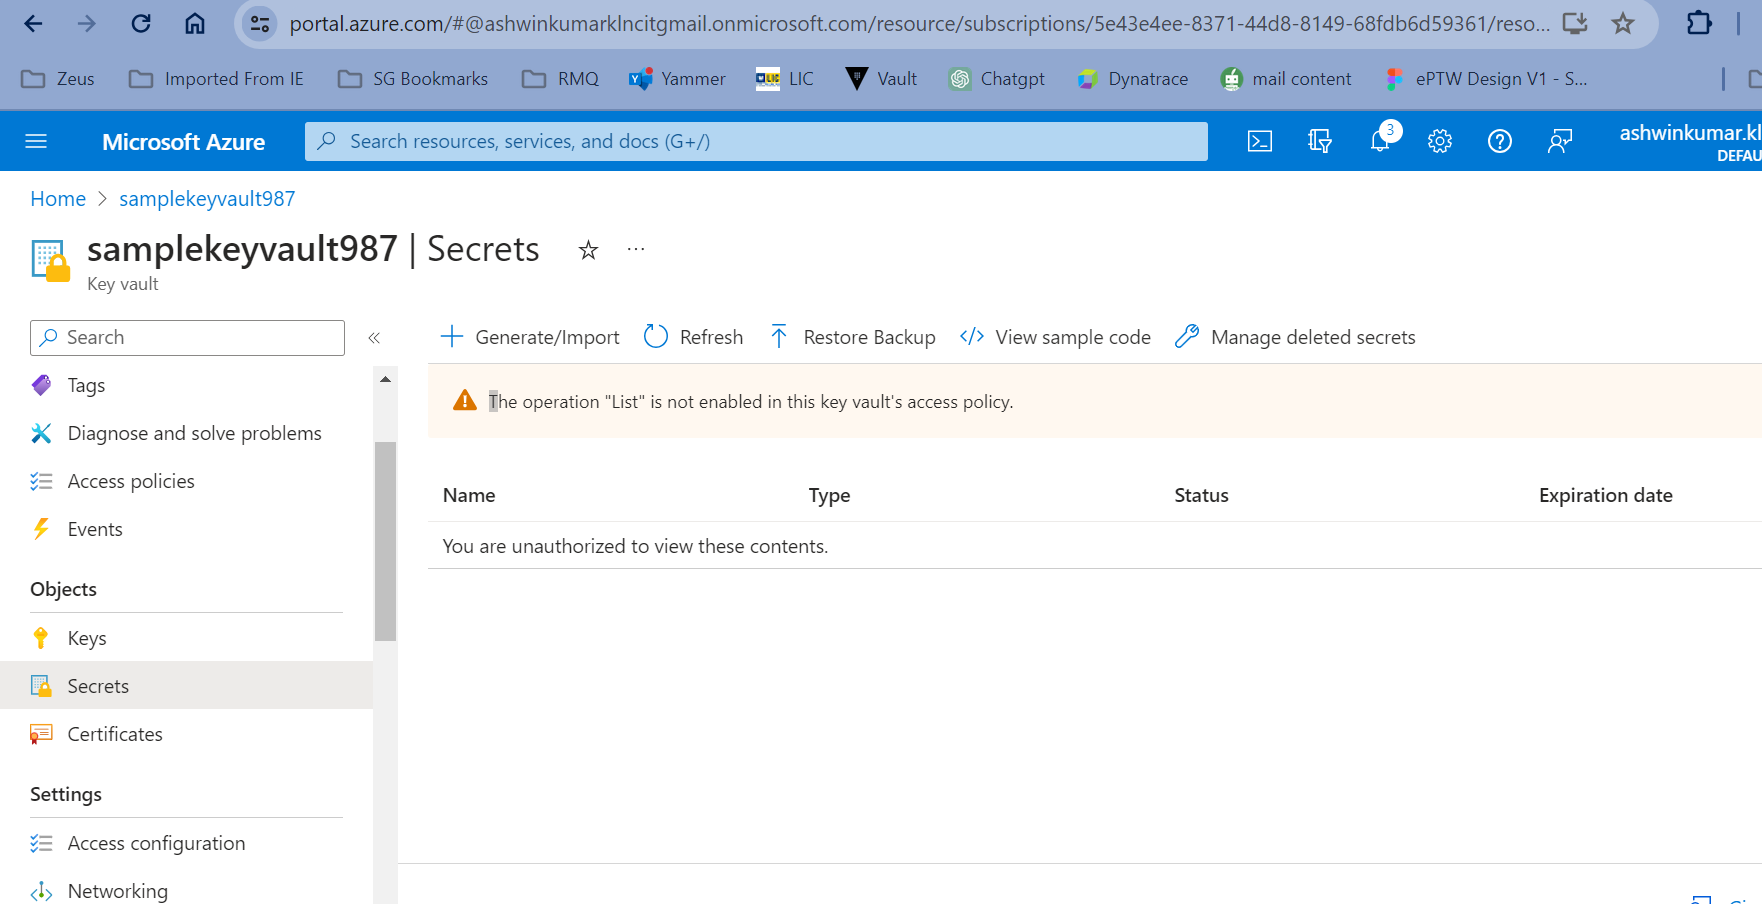 portal.azure.com/#@ashwinkumarklncitgmail.onmicrosoft.com/resource/subscriptions/5e43e4ee-8371-44d8-8149-68fdb6d59361/reso...
Zeus Imported From IE SG Bookmarks RMQ Yammer LIC Vault Chatgpt Dynatrace mail content ePTW Design V1 - S...
Microsoft Azure Search resources, services, and docs (G+/) 3 ashwinkumar.kl
DEFAU
Home > samplekeyvault987
samplekeyvault987 | Secrets ...
Key vault
Search «
Generate/Import Refresh Restore Backup View sample code Manage deleted secrets
Tags
The operation "List" is not enabled in this key vault's access policy.
Diagnose and solve problems
Access policies
Name Type Status Expiration date
Events
You are unauthorized to view these contents.
Objects
Keys
Secrets
Certificates
Settings
Access configuration
Networking